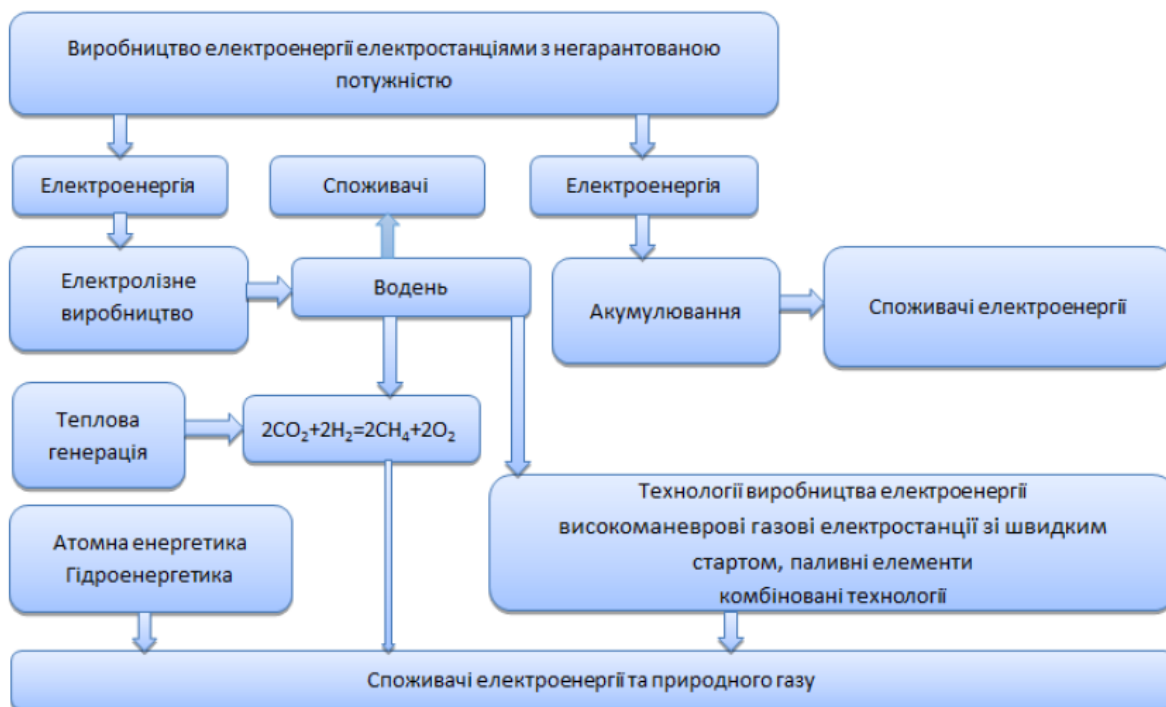 Виробництво електроенергії електростанціями з негарантованою
потужністю
Електроенергія
Споживачі
Електроенергія
Електролізне
виробництво
Водень
Акумулювання
Споживачі електроенергії
Теплова
генерація
2CO₂+2H₂=2CH₄+2O₂
Технології виробництва електроенергії
високоманеврові газові електростанції зі швидким
стартом, паливні елементи
комбіновані технології
Атомна енергетика
Гідроенергетика
Споживачі електроенергії та природного газу